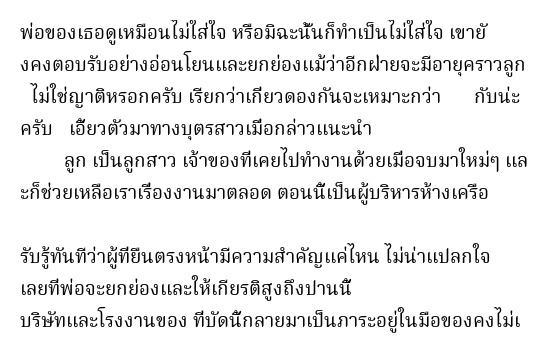 พ่อของเธอดูเหมือนไม่ใส่ใจ หรือมิฉะนั้นก็ทำเป็นไม่ใส่ใจ เขายั
งคงตอบรับอย่างอ่อนโยนและยกย่องแม้ว่าอีกฝ่ายจะมีอายุคราวลูก
ไม่ใช่ญาติหรอกครับ เรียกว่าเกี่ยวดองกันจะเหมาะกว่า กับน่ะ
ครับ เอี้ยวตัวมาทางบุตรสาวเมื่อกล่าวแนะนำ
ลูก เป็นลูกสาว เจ้าของที่เคยไปทำงานด้วยเมื่อจบมาใหม่ๆ แล
ะก็ช่วยเหลือเราเรื่องงานมาตลอด ตอนนี้เป็นผู้บริหารห้างเครือ
รับรู้ทันทีว่าผู้ที่ยืนตรงหน้ามีความสำคัญแค่ไหน ไม่น่าแปลกใจ
เลยที่พ่อจะยกย่องและให้เกียรติสูงถึงปานนี้
บริษัทและโรงงานของ ที่บัดนี้กลายมาเป็นภาระอยู่ในมือของคงไม่เ